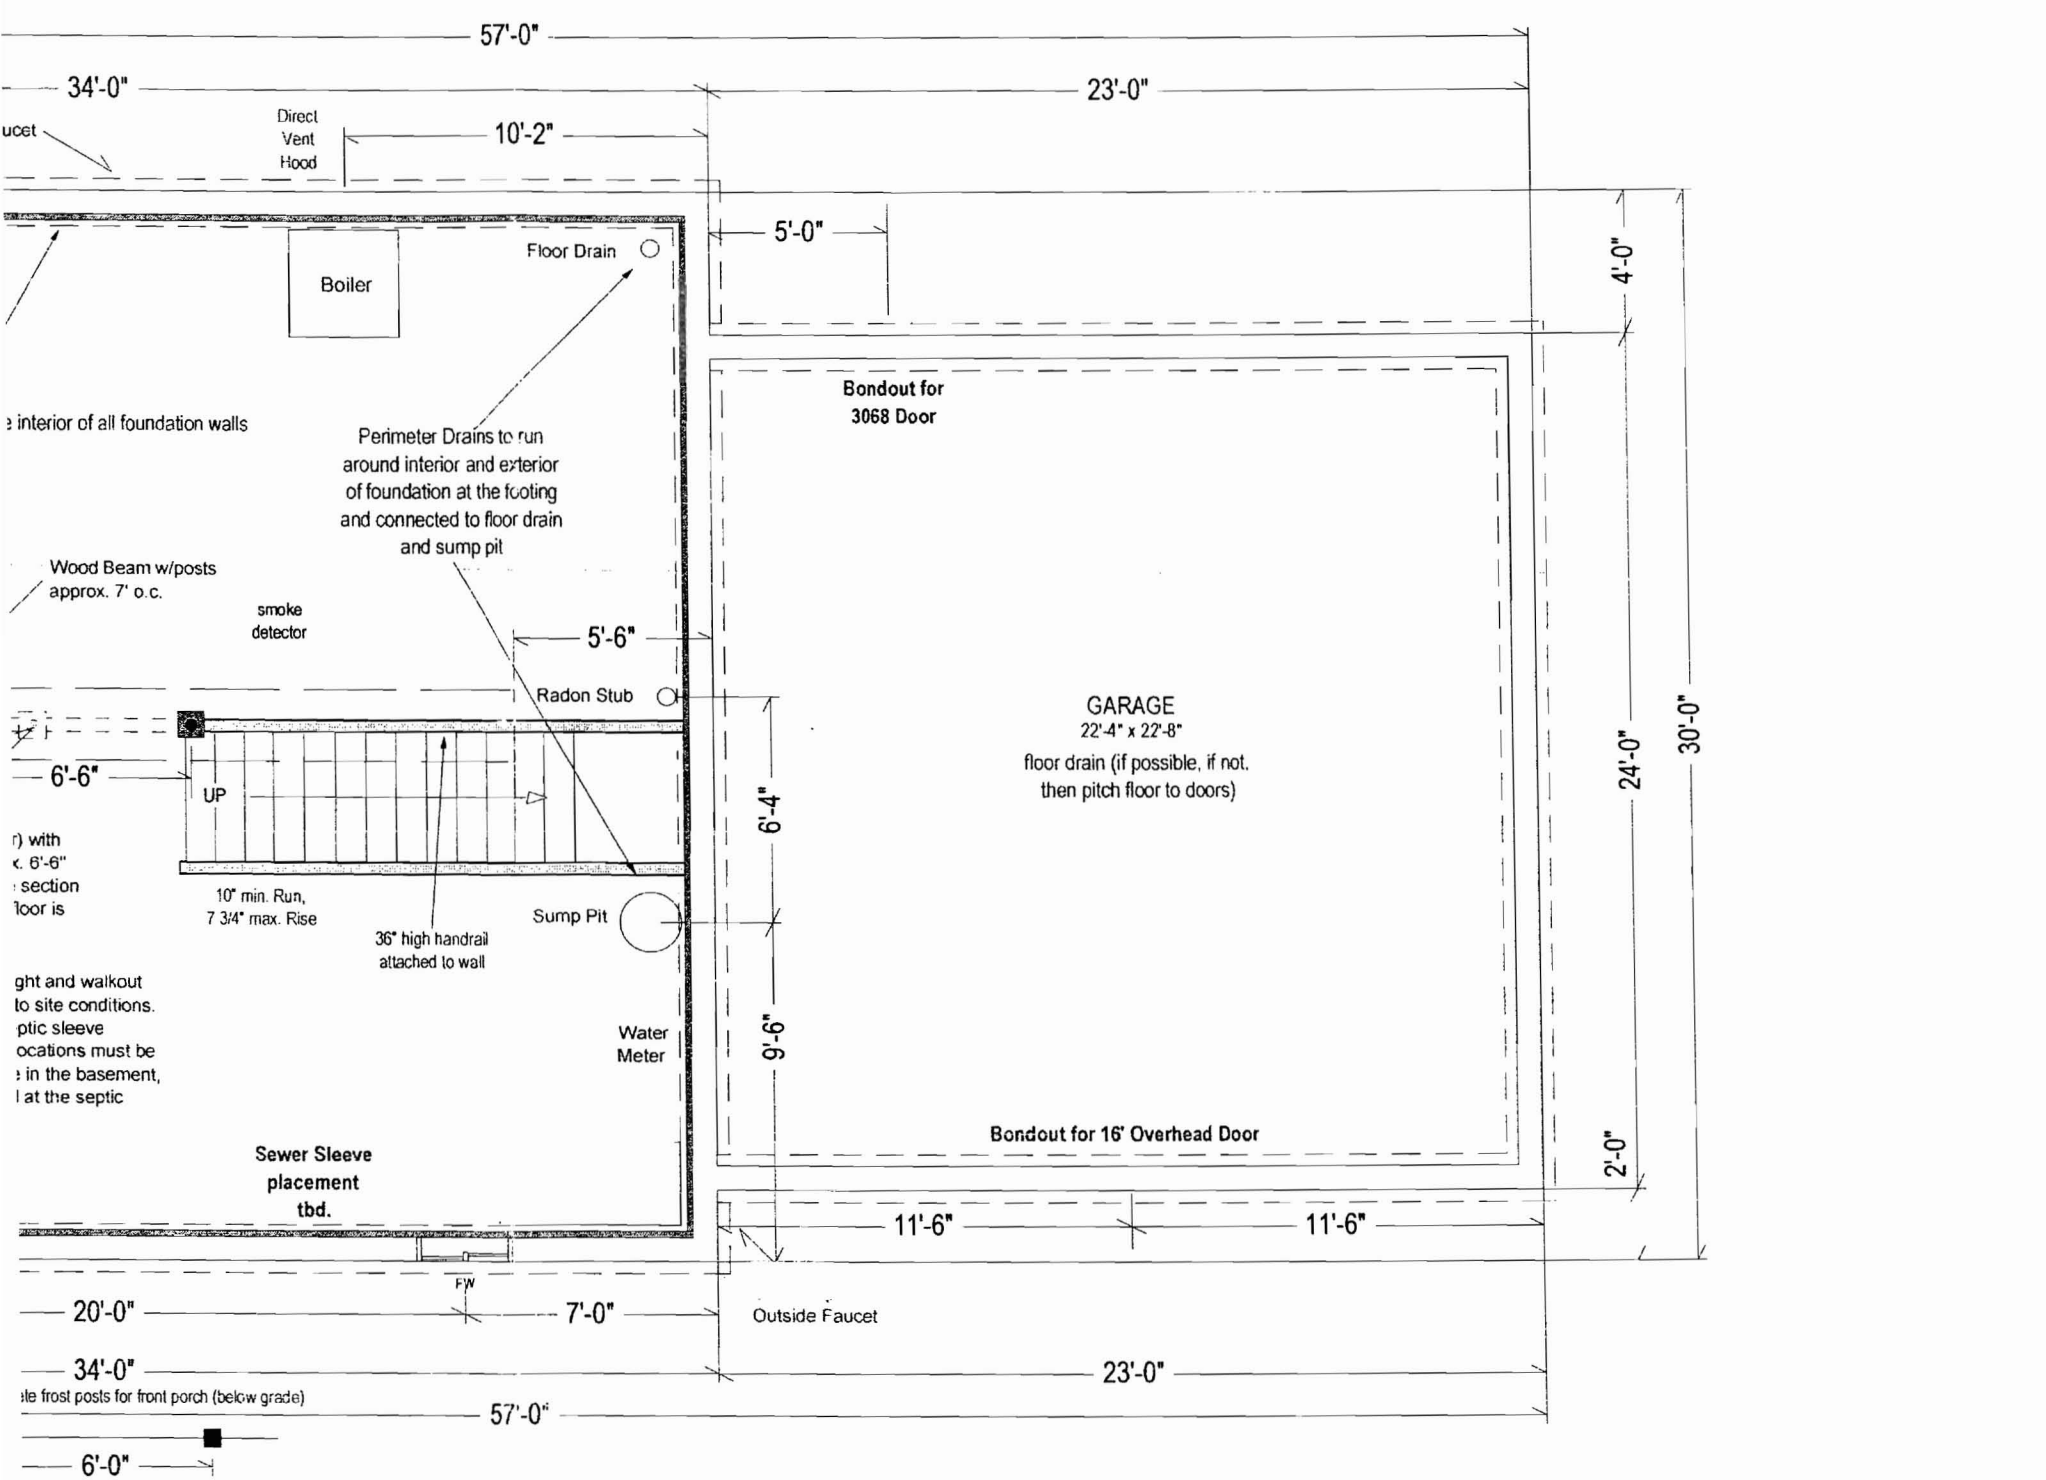 57'-0"
34'-0"
23'-0"
Direct
Vent
Hood
10'-2"
ucet
5'-0"
4'-0"
Floor Drain
Boiler
Bondout for
3068 Door
interior of all foundation walls
Perimeter Drains to run
around interior and exterior
of foundation at the footing
and connected to floor drain
and sump pit
Wood Beam w/posts
approx. 7' o.c.
smoke
detector
5'-6"
Radon Stub
GARAGE
22'-4" x 22'-8"
floor drain (if possible, if not,
then pitch floor to doors)
24'-0"
30'-0"
6'-6"
UP
6'-4"
r) with
x. 6'-6"
section
loor is
10" min. Run,
7 3/4" max. Rise
36" high handrail
attached to wall
Sump Pit
ght and walkout
to site conditions.
ptic sleeve
ocations must be
in the basement,
l at the septic
Water
Meter
9'-6"
Bondout for 16' Overhead Door
2'-0"
Sewer Sleeve
placement
tbd.
11'-6"
11'-6"
FW
20'-0"
7'-0"
Outside Faucet
34'-0"
23'-0"
te frost posts for front porch (below grade)
57'-0"
6'-0"